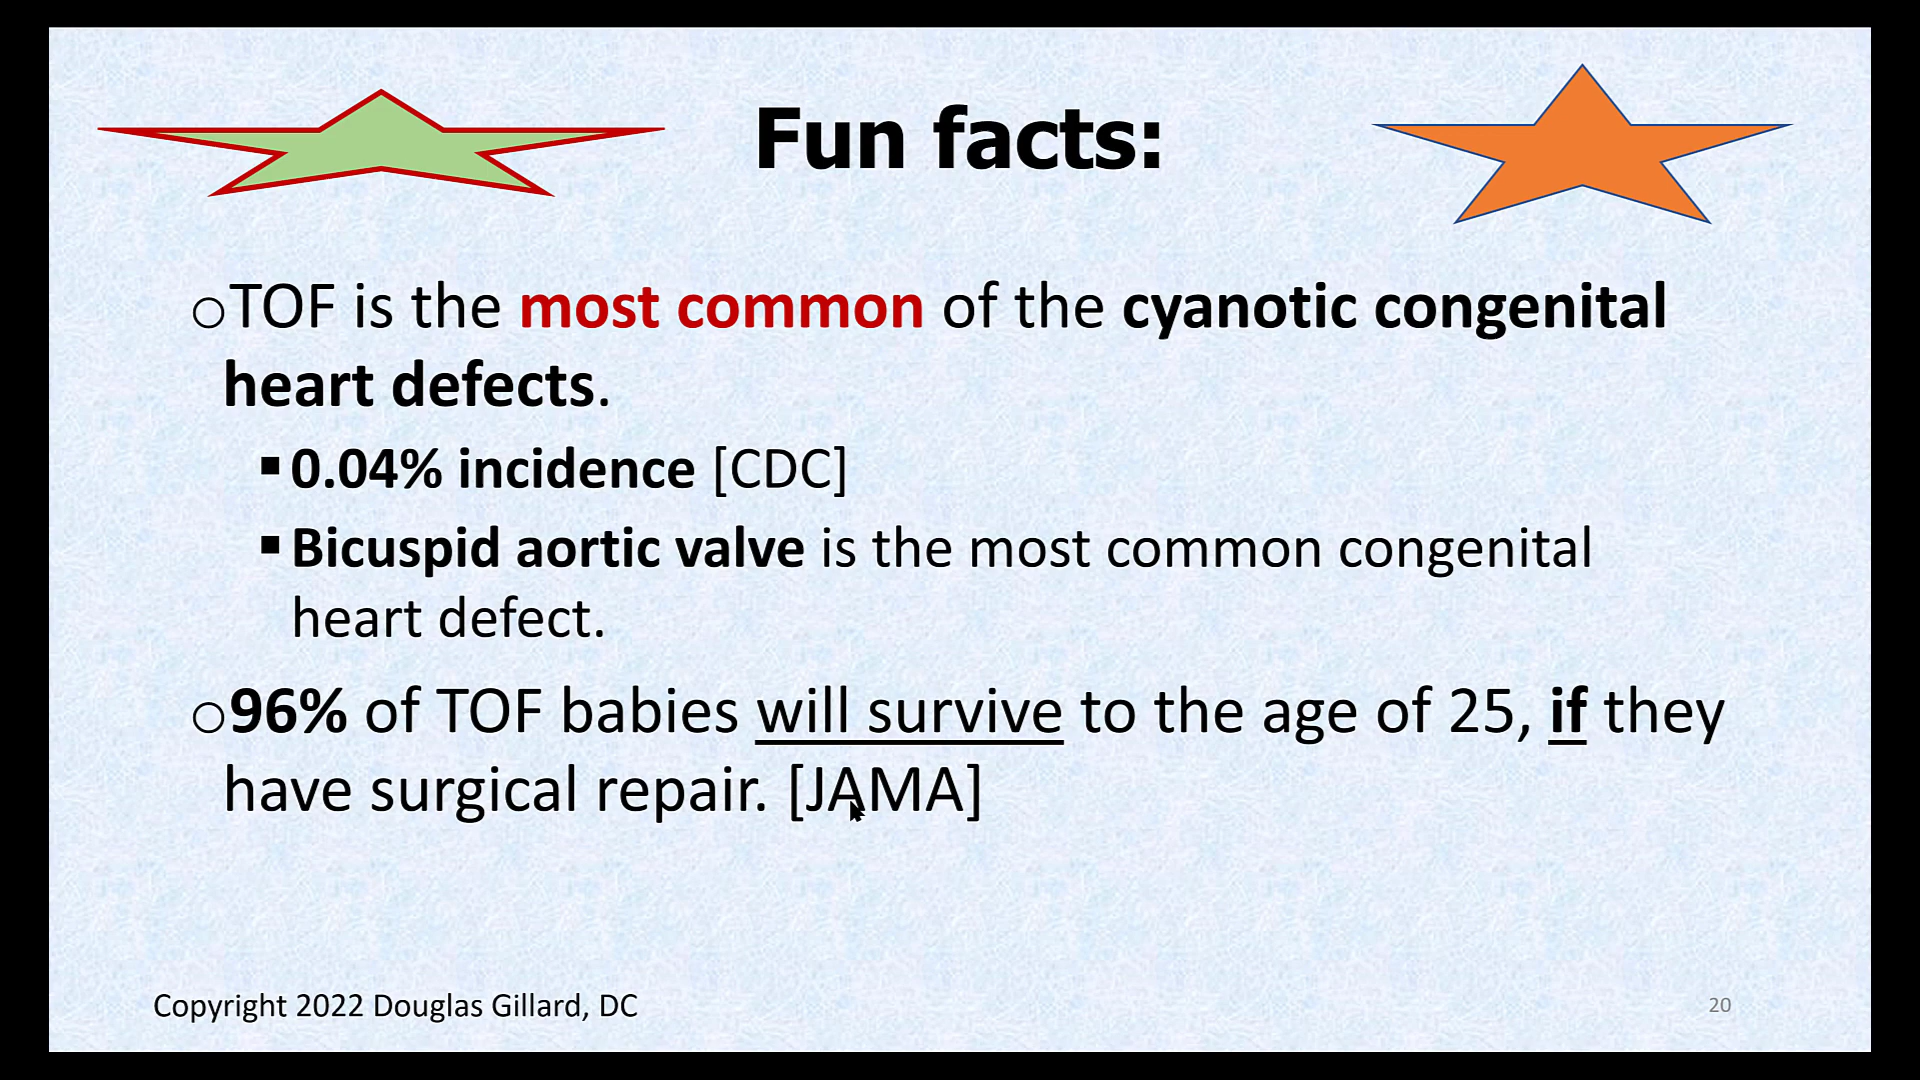 Fun facts:
oTOF is the most common of the cyanotic congenital
heart defects.
▪0.04% incidence [CDC]
▪Bicuspid aortic valve is the most common congenital
heart defect.
o96% of TOF babies will survive to the age of 25, if they
have surgical repair. [JAMA]
Copyright 2022 Douglas Gillard, DC
20